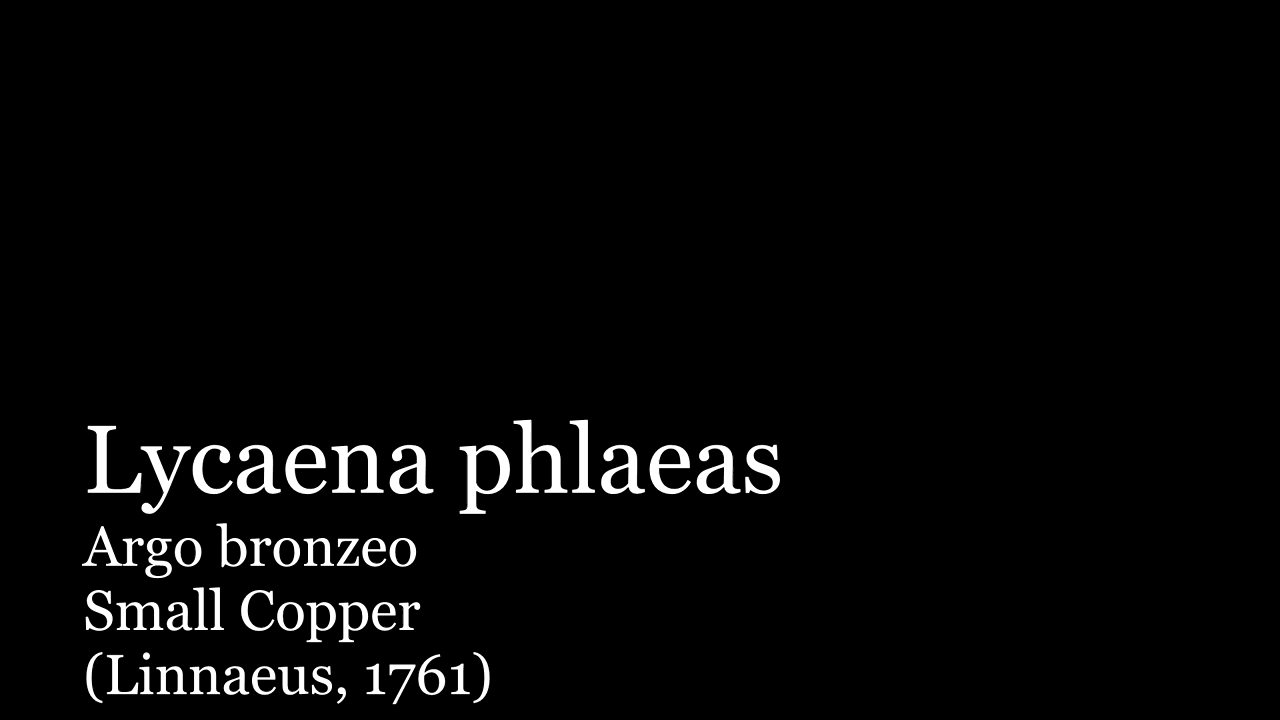 Lycaena phlaeas
Argo bronzeo
Small Copper
(Linnaeus, 1761)